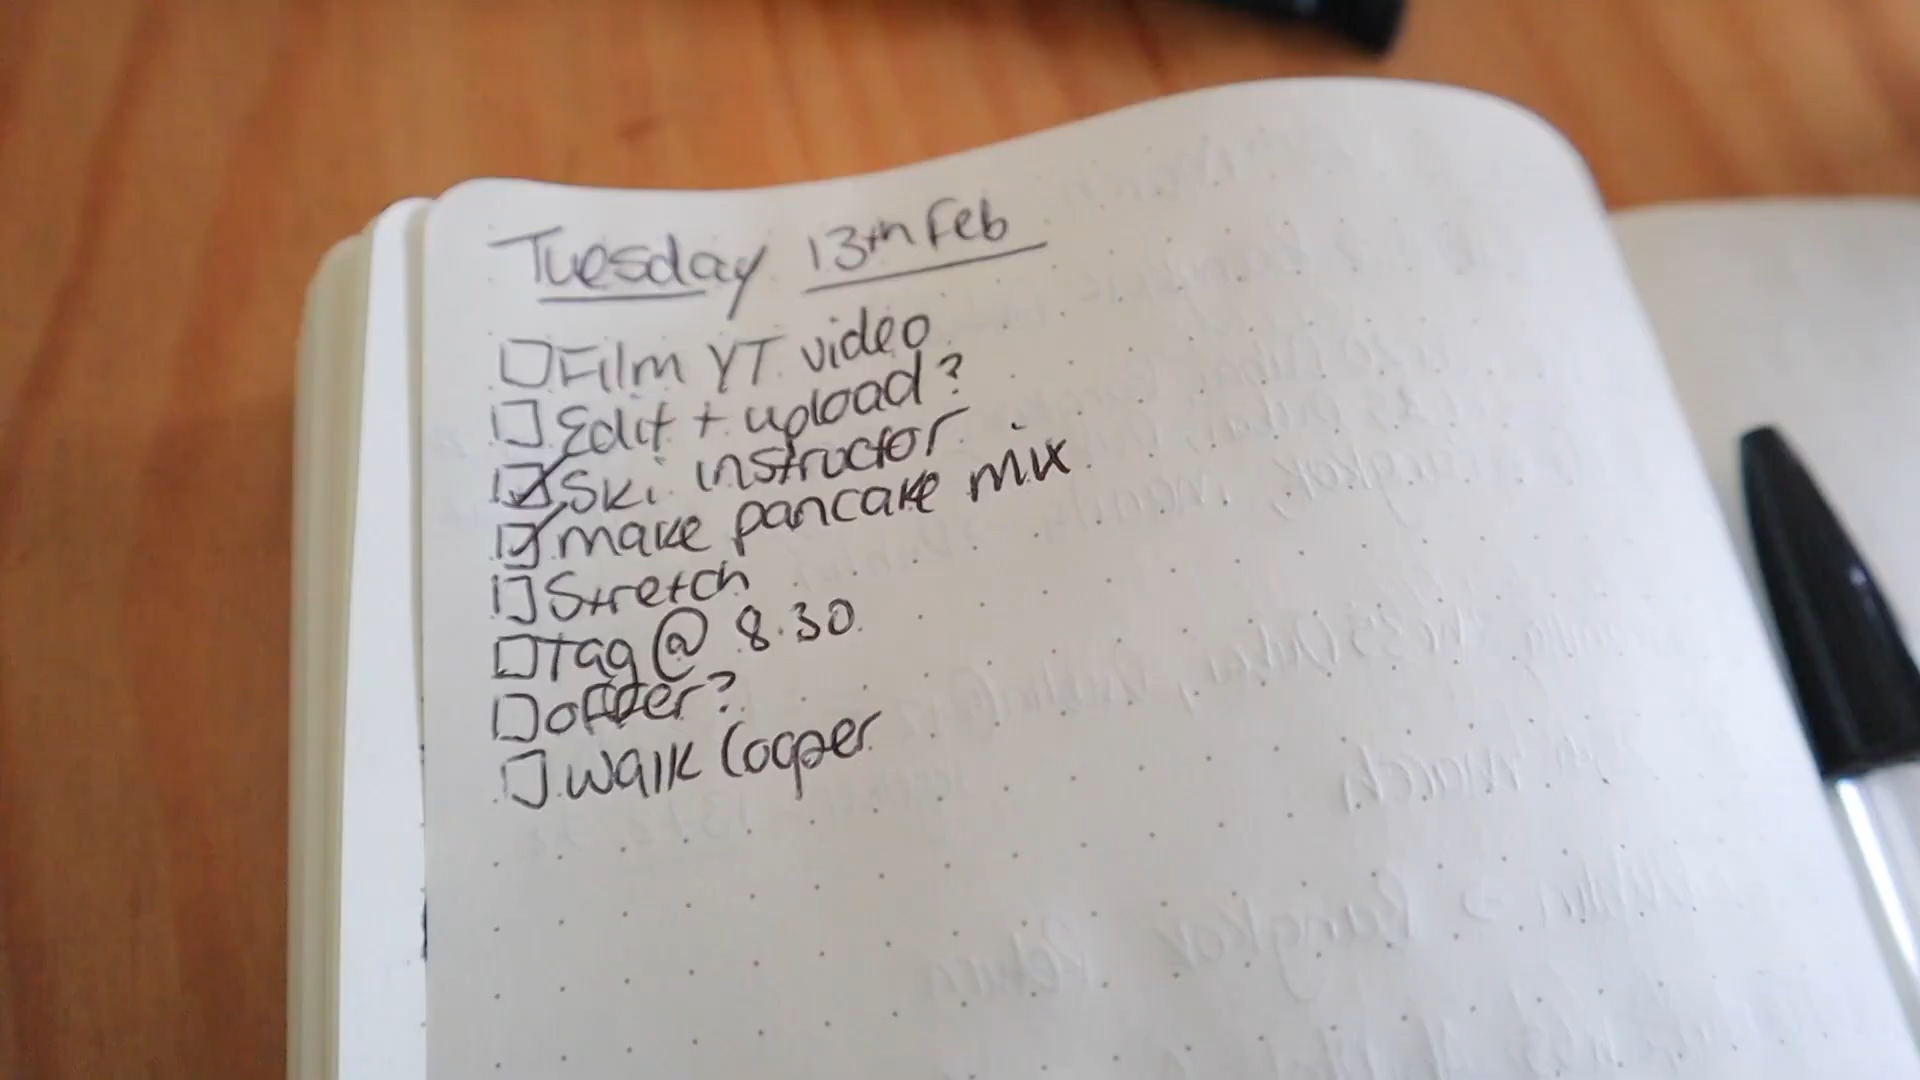 Tuesday 13th Feb
Film YT video
Edit + upload?
Ski instructor
make pancake mix
Stretch
Tag @ 8.30
offer?
walk Cooper